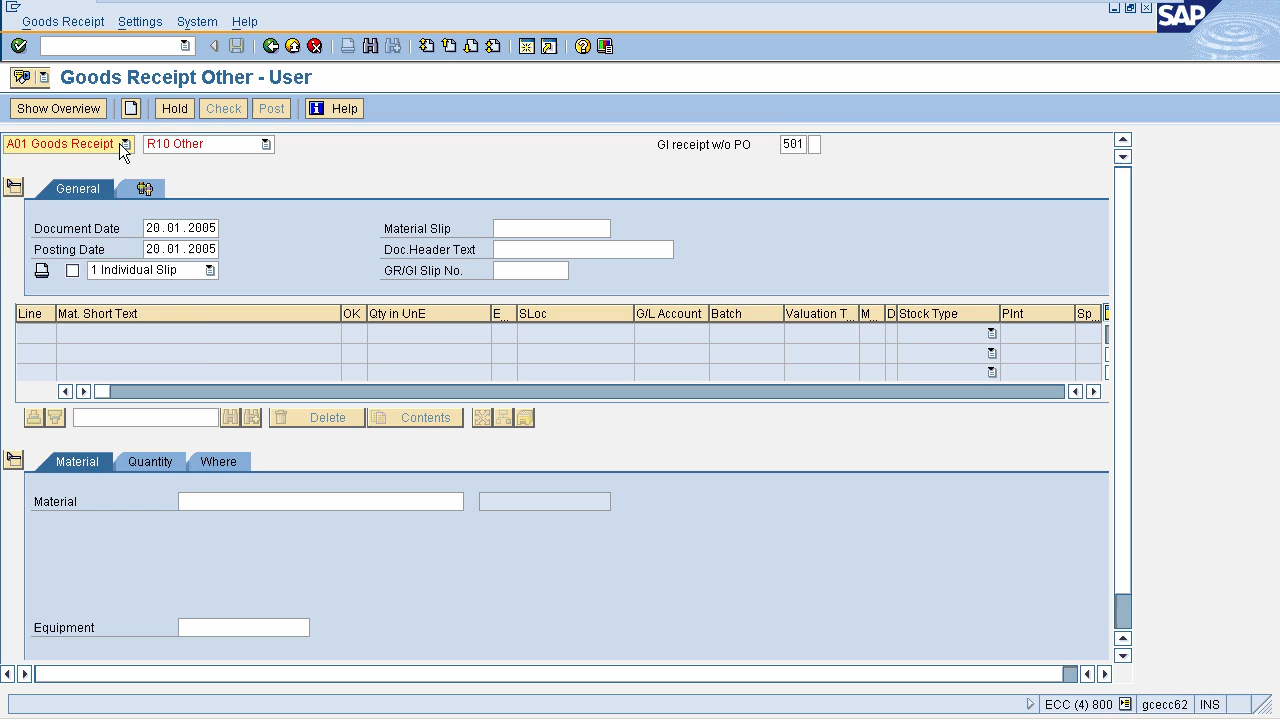 Goods Receipt Settings System Help
SAP
Goods Receipt Other - User
Show Overview Hold Check Post Help
A01 Goods Receipt R10 Other GI receipt w/o PO 501
General
Document Date 20.01.2005 Material Slip
Posting Date 20.01.2005 Doc.Header Text
1 Individual Slip GR/GI Slip No.
Line Mat. Short Text OK Qty in UnE E... SLoc G/L Account Batch Valuation T... M... D Stock Type Plnt Sp...
Delete Contents
Material Quantity Where
Material
Equipment
ECC (4) 800 gcecc62 INS